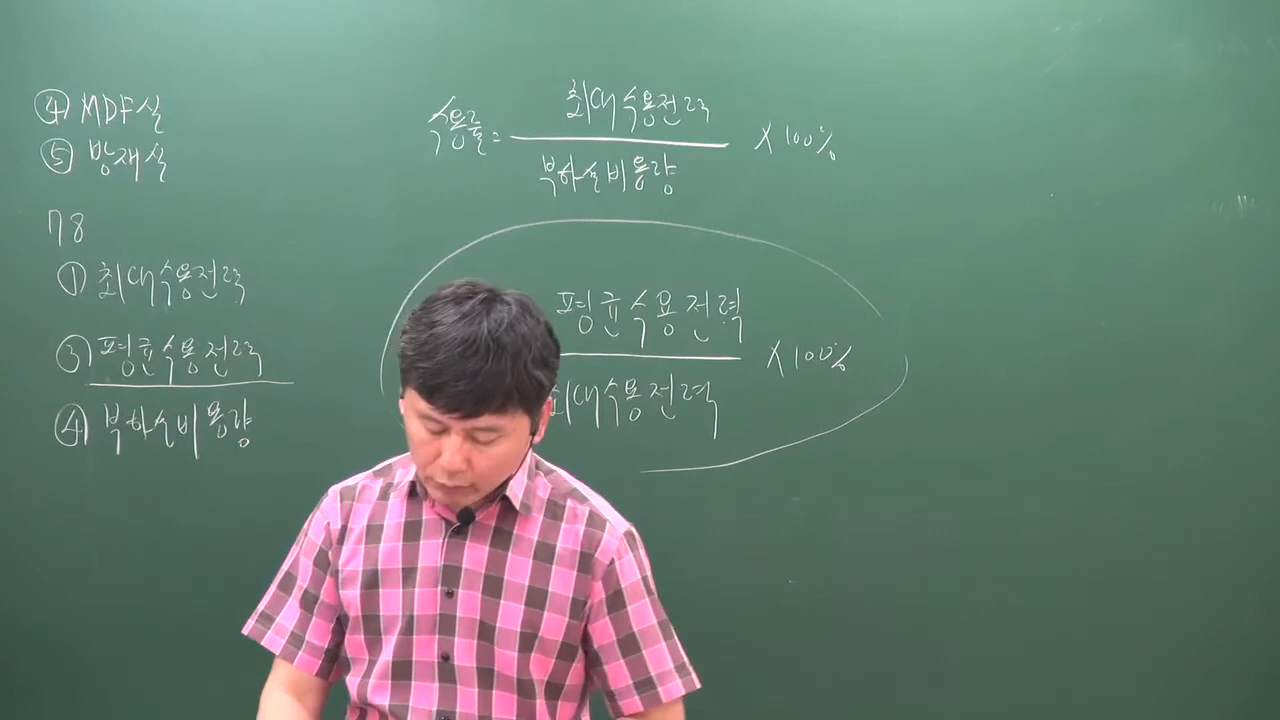 ④ MDF실
⑤ 방재실
78
① 최대수용전력
③ 평균수용전력
④ 부하설비용량
수용률 = 최대수용전력
부하설비용량
× 100%
평균수용전력
최대수용전력
× 100%